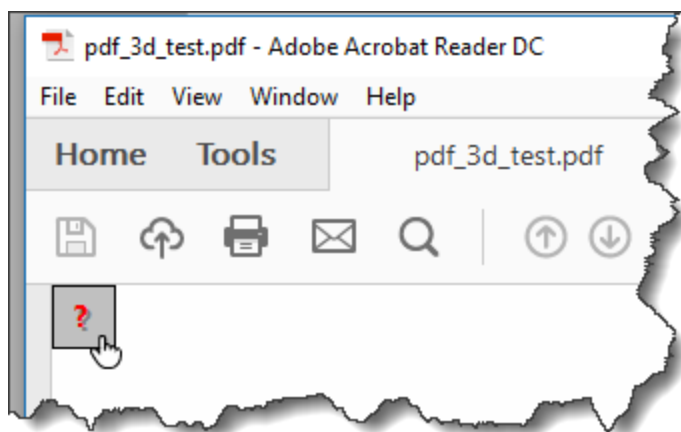 pdf_3d_test.pdf - Adobe Acrobat Reader DC
File Edit View Window Help
Home Tools pdf_3d_test.pdf
?